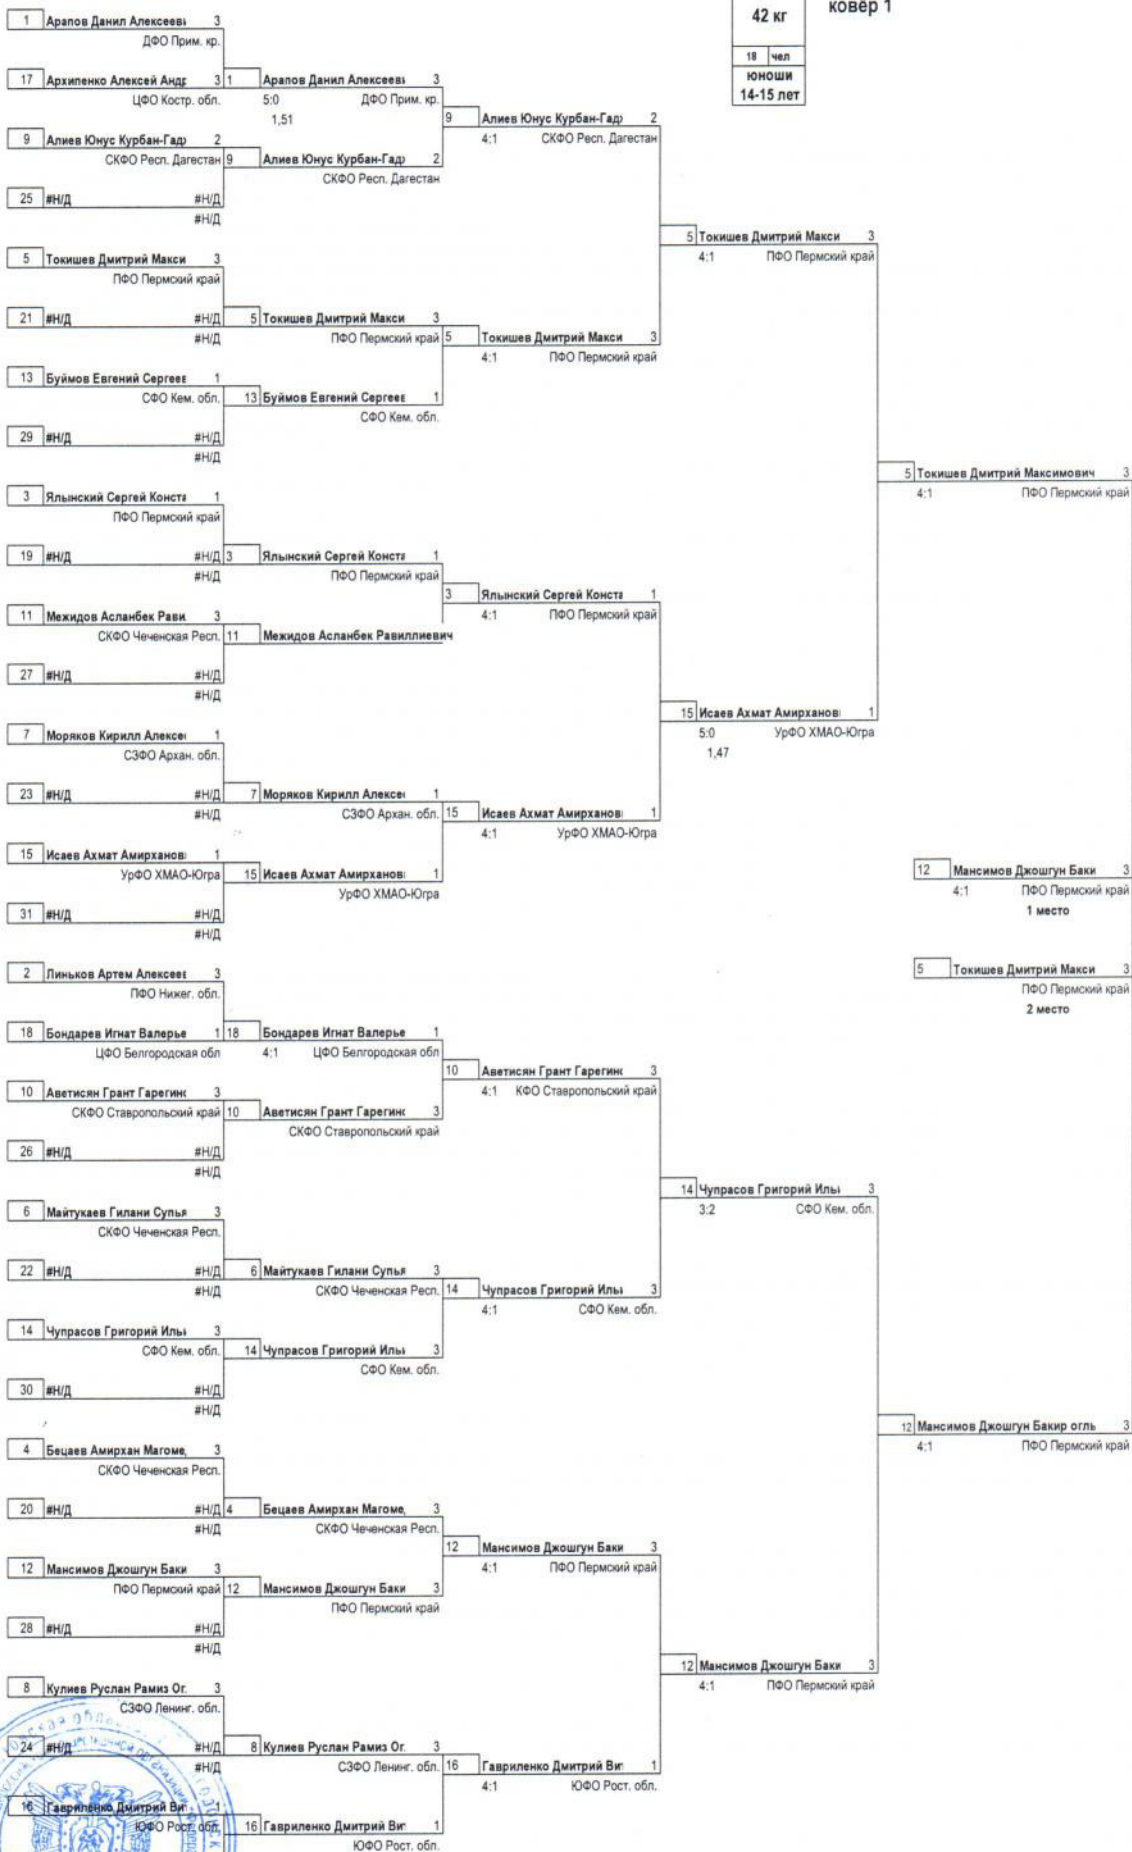 42 кг
ковёр 1
18 чел
юноши
14-15 лет
1 Арапов Данил Алексееві 3
ДФО Прим. кр.
17 Архипенко Алексей Анд 3
ЦФО Костр. обл.
1 Арапов Данил Алексееві 3
5:0 ДФО Прим. кр.
1,51
9 Алиев Юнус Курбан-Гад 2
СКФО Респ. Дагестан
9 Алиев Юнус Курбан-Гад 2
СКФО Респ. Дагестан
9 Алиев Юнус Курбан-Гад 2
4:1 СКФО Респ. Дагестан
25 #Н/Д #Н/Д
#Н/Д
5 Токишев Дмитрий Макси 3
ПФО Пермский край
5 Токишев Дмитрий Макси 3
4:1 ПФО Пермский край
21 #Н/Д #Н/Д
#Н/Д
5 Токишев Дмитрий Макси 3
ПФО Пермский край
5 Токишев Дмитрий Макси 3
4:1 ПФО Пермский край
13 Буймов Евгений Сергее 1
СФО Кем. обл.
13 Буймов Евгений Сергее 1
СФО Кем. обл.
29 #Н/Д #Н/Д
#Н/Д
5 Токишев Дмитрий Максимович 3
4:1 ПФО Пермский край
3 Ялынский Сергей Конста 1
ПФО Пермский край
19 #Н/Д #Н/Д
#Н/Д
3 Ялынский Сергей Конста 1
ПФО Пермский край
3 Ялынский Сергей Конста 1
4:1 ПФО Пермский край
11 Межидов Асланбек Рави 3
СКФО Чеченская Респ.
11 Межидов Асланбек Равиллиевич
27 #Н/Д #Н/Д
#Н/Д
15 Исаев Ахмат Амирханов 1
5:0 УрФО ХМАО-Югра
1,47
7 Моряков Кирилл Алексе 1
СЗФО Архан. обл.
23 #Н/Д #Н/Д
#Н/Д
7 Моряков Кирилл Алексе 1
СЗФО Архан. обл.
15 Исаев Ахмат Амирханов 1
4:1 УрФО ХМАО-Югра
15 Исаев Ахмат Амирханов 1
УрФО ХМАО-Югра
15 Исаев Ахмат Амирханов 1
УрФО ХМАО-Югра
31 #Н/Д #Н/Д
#Н/Д
12 Мансимов Джошгун Баки 3
4:1 ПФО Пермский край
1 место
5 Токишев Дмитрий Макси 3
ПФО Пермский край
2 место
2 Линьков Артем Алексее 3
ПФО Нижег. обл.
18 Бондарев Игнат Валерье 1
ЦФО Белгородская обл
18 Бондарев Игнат Валерье 1
4:1 ЦФО Белгородская обл
10 Аветисян Грант Гарегин 3
4:1 КФО Ставропольский край
10 Аветисян Грант Гарегин 3
СКФО Ставропольский край
10 Аветисян Грант Гарегин 3
СКФО Ставропольский край
26 #Н/Д #Н/Д
#Н/Д
14 Чупрасов Григорий Иль 3
3:2 СФО Кем. обл.
6 Майтукаев Гилани Супья 3
СКФО Чеченская Респ.
22 #Н/Д #Н/Д
#Н/Д
6 Майтукаев Гилани Супья 3
СКФО Чеченская Респ.
14 Чупрасов Григорий Иль 3
4:1 СФО Кем. обл.
14 Чупрасов Григорий Иль 3
СФО Кем. обл.
14 Чупрасов Григорий Иль 3
СФО Кем. обл.
30 #Н/Д #Н/Д
#Н/Д
12 Мансимов Джошгун Бакир огль 3
4:1 ПФО Пермский край
4 Бецаев Амирхан Магоме 3
СКФО Чеченская Респ.
20 #Н/Д #Н/Д
#Н/Д
4 Бецаев Амирхан Магоме 3
СКФО Чеченская Респ.
12 Мансимов Джошгун Баки 3
4:1 ПФО Пермский край
12 Мансимов Джошгун Баки 3
ПФО Пермский край
12 Мансимов Джошгун Баки 3
ПФО Пермский край
28 #Н/Д #Н/Д
#Н/Д
12 Мансимов Джошгун Баки 3
4:1 ПФО Пермский край
8 Кулиев Руслан Рамиз Ог. 3
СЗФО Ленинг. обл.
24 #Н/Д #Н/Д
#Н/Д
8 Кулиев Руслан Рамиз Ог. 3
СЗФО Ленинг. обл.
16 Гавриленко Дмитрий Ви 1
4:1 ЮФО Рост. обл.
16 Гавриленко Дмитрий Ви 1
ЮФО Рост. обл.
16 Гавриленко Дмитрий Ви 1
ЮФО Рост. обл.